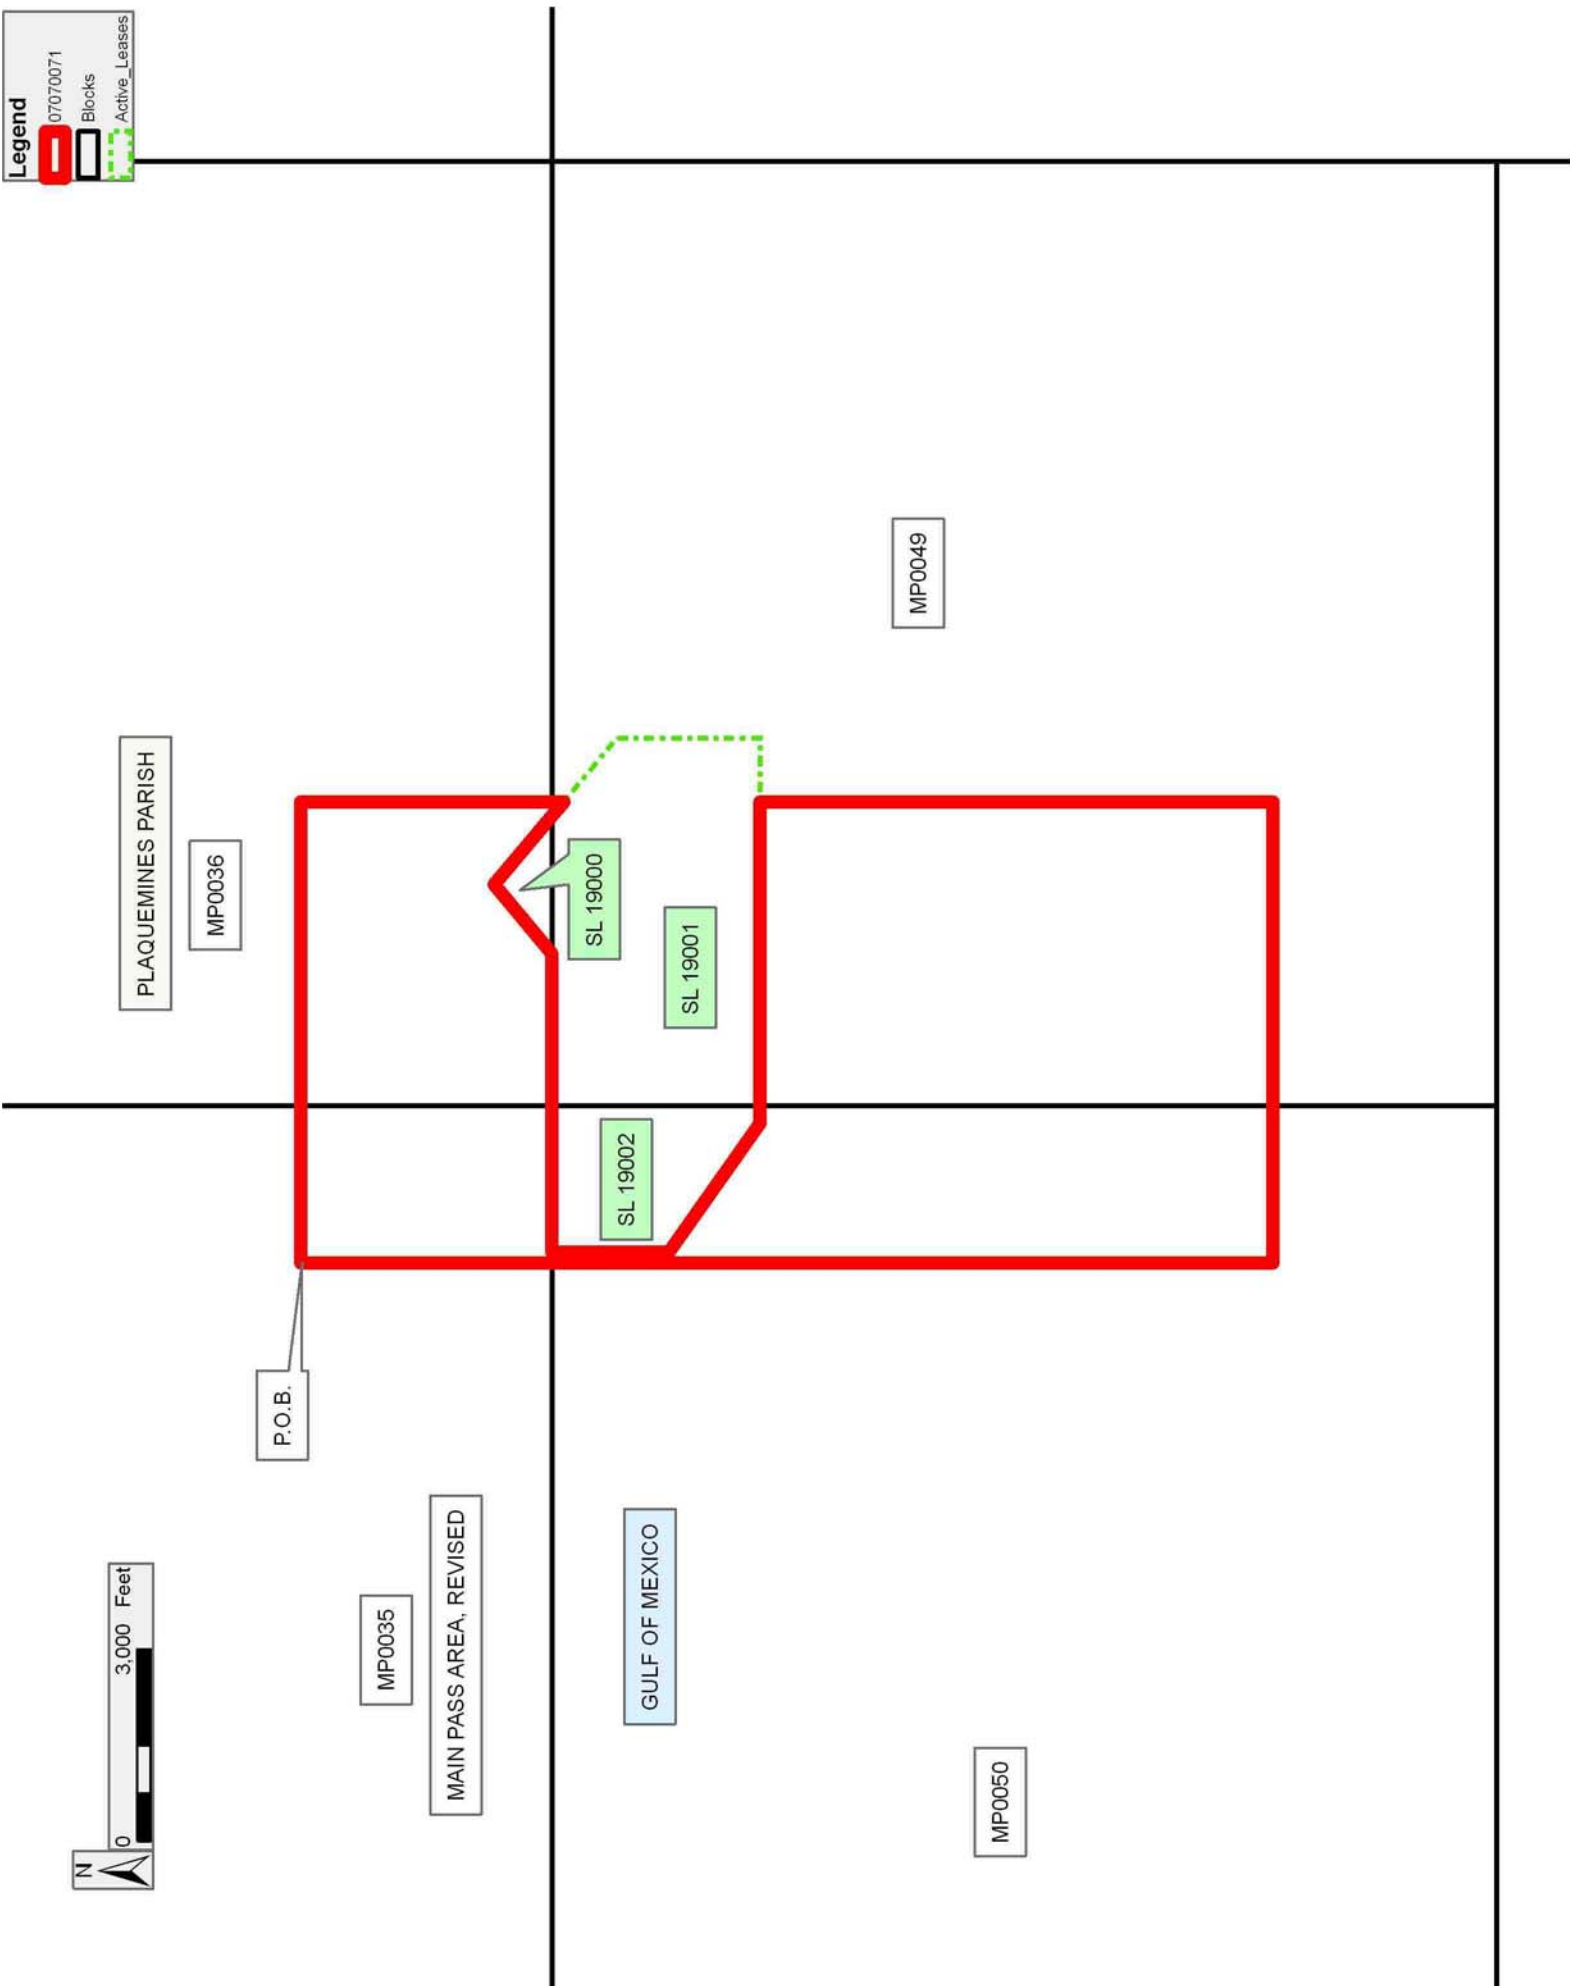 N
0 3,000 Feet
PLAQUEMINES PARISH
MP0036
P.O.B.
MP0035
MAIN PASS AREA, REVISED
SL 19000
SL 19002
SL 19001
GULF OF MEXICO
MP0049
MP0050
Legend
07070071
Blocks
Active_Leases